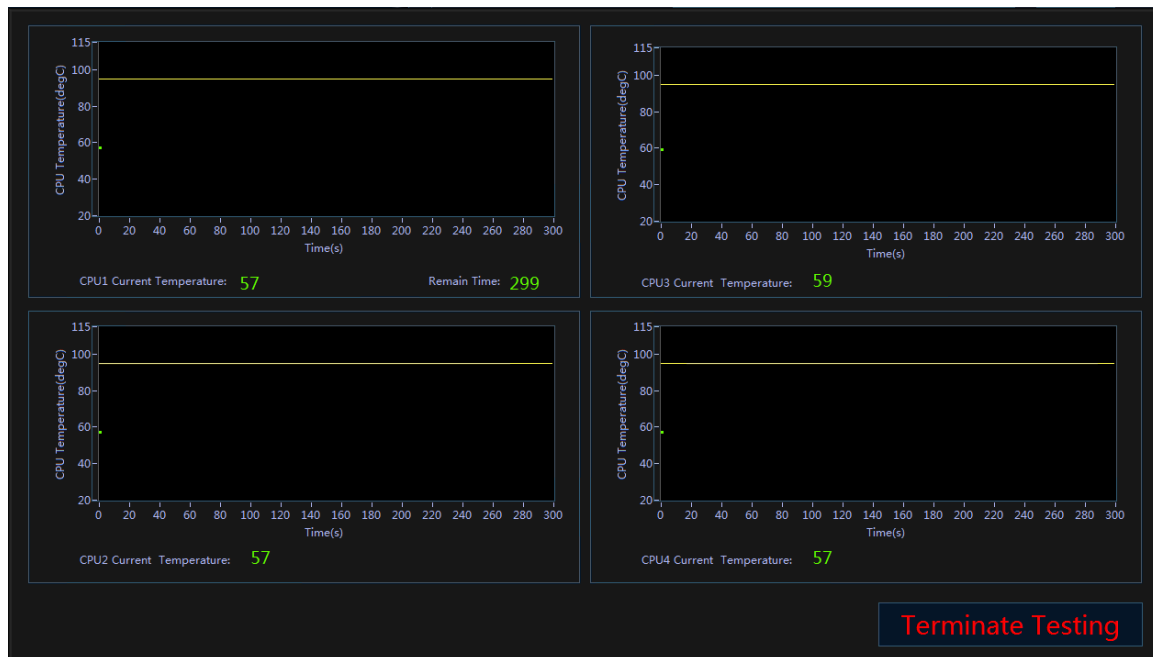 115
100
80
60
40
20
CPU Temperature(degC)
0 20 40 60 80 100 120 140 160 180 200 220 240 260 280 300
Time(s)
CPU1 Current Temperature: 57 Remain Time: 299
115
100
80
60
40
20
CPU Temperature(degC)
0 20 40 60 80 100 120 140 160 180 200 220 240 260 280 300
Time(s)
CPU3 Current Temperature: 59
115
100
80
60
40
20
CPU Temperature(degC)
0 20 40 60 80 100 120 140 160 180 200 220 240 260 280 300
Time(s)
CPU2 Current Temperature: 57
115
100
80
60
40
20
CPU Temperature(degC)
0 20 40 60 80 100 120 140 160 180 200 220 240 260 280 300
Time(s)
CPU4 Current Temperature: 57
Terminate Testing